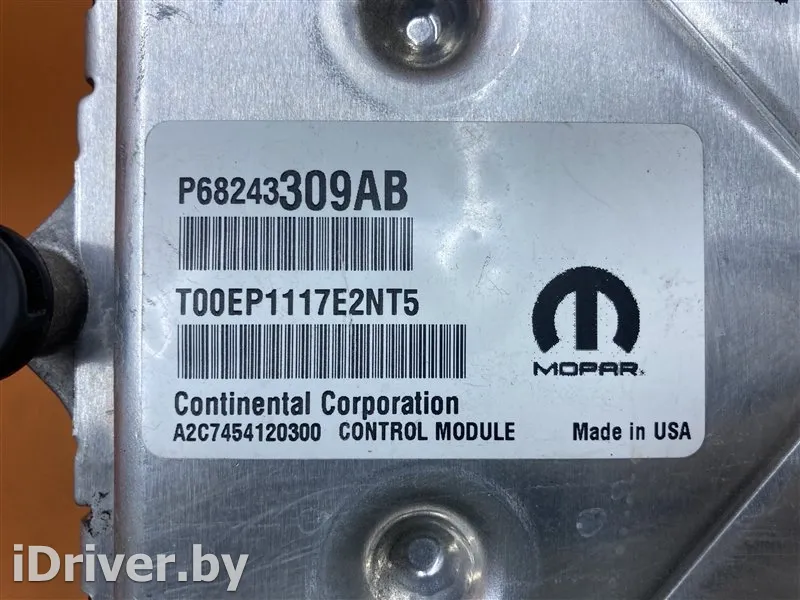 P68243309AB
T00EP1117E2NT5
MOPAR
Continental Corporation
A2C7454120300 CONTROL MODULE Made in USA
iDriver.by